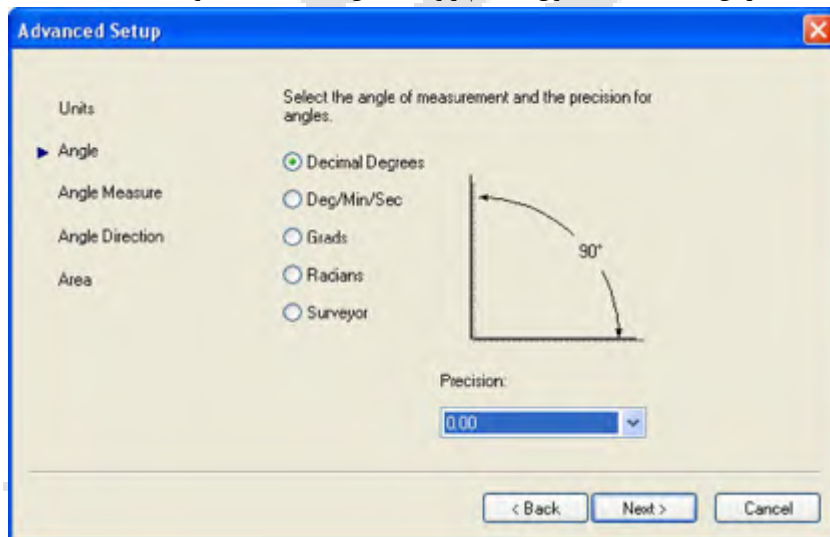 Advanced Setup
Units
Angle
Angle Measure
Angle Direction
Area
Select the angle of measurement and the precision for
angles.
Decimal Degrees
Deg/Min/Sec
Grads
Radians
Surveyor
90°
Precision:
0.00
< Back
Next >
Cancel